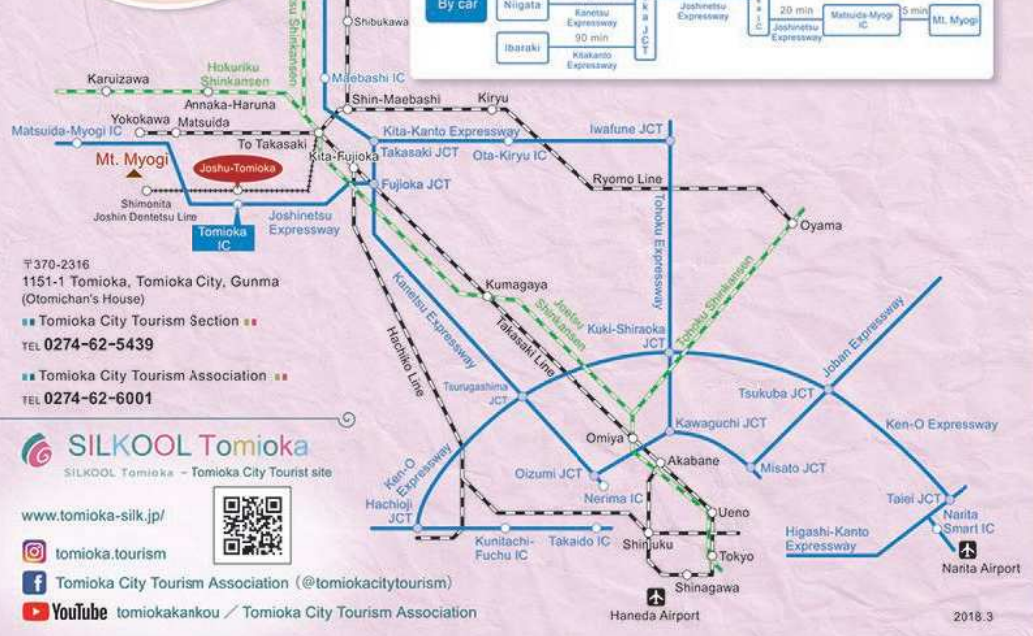 By car
Niigata
Kanetsu
Expressway
Ibaraki
90 min
Kitakanto
Expressway
JCT
Joshinetsu
Expressway
20 min
Joshinetsu
Expressway
IC
Matsuida-Myogi
IC
5 min
Mt. Myogi
Shibukawa
Shinkansen
Maebashi IC
Karuizawa
Hokuriku
Shinkansen
Annaka-Haruna
Shin-Maebashi
Kiryu
Yokokawa
Matsuida
Matsuida-Myogi IC
To Takasaki
Kita-Kanto Expressway
Iwafune JCT
Takasaki JCT
Ota-Kiryu IC
Kita-Fujioka
Mt. Myogi
Joshu-Tomioka
Fujioka JCT
Ryomo Line
Shimonita
Joshin Dentetsu Line
Joshinetsu
Expressway
Tomioka
IC
Tohoku Expressway
Oyama
〒370-2316
1151-1 Tomioka, Tomioka City, Gunma
(Otomichan's House)
Tomioka City Tourism Section
TEL 0274-62-5439
Tomioka City Tourism Association
TEL 0274-62-6001
Kanetsu Expressway
Kumagaya
Joetsu
Shinkansen
Takasaki Line
Hachiko Line
Tohoku Shinkansen
Kuki-Shiraoka
JCT
Joban Expressway
Tsurugashima
JCT
Tsukuba JCT
Kawaguchi JCT
Ken-O Expressway
Omiya
Ken-O
Expressway
Oizumi JCT
Akabane
Misato JCT
Nerima IC
Hachioji
JCT
Taiei JCT
Narita
Smart IC
Ueno
Kunitachi-
Fuchu IC
Takaido IC
Shinjuku
Higashi-Kanto
Expressway
Tokyo
Narita Airport
Shinagawa
Haneda Airport
SILKOOL Tomioka
SILKOOL Tomioka – Tomioka City Tourist site
www.tomioka-silk.jp/
tomioka.tourism
Tomioka City Tourism Association (@tomiokacitytourism)
YouTube tomiokakankou / Tomioka City Tourism Association
2018.3